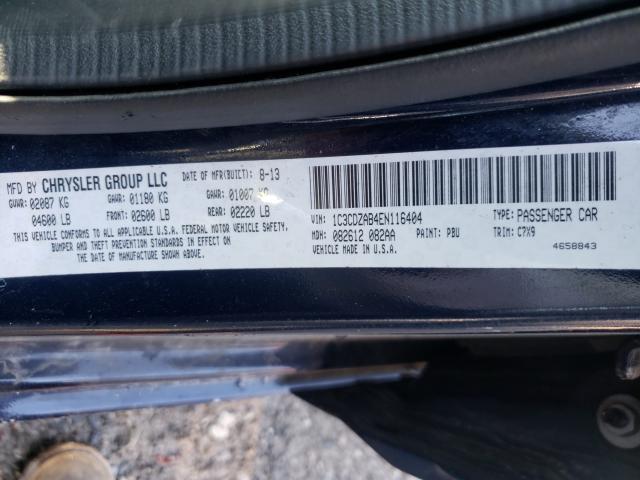 MFD BY CHRYSLER GROUP LLC DATE OF MFR(BUICT): 8-13
GVWR: 02087 KG GAWR: 01180 KG GAWR: 01007 KG
04600 LB FRONT: 02600 LB REAR: 02220 LB
THIS VEHICLE CONFORMS TO ALL APPLICABLE U.S.A. FEDERAL MOTOR VEHICLE SAFETY,
BUMPER AND THEFT PREVENTION STANDARDS IN EFFECT ON
THE DATE OF MANUFACTURE SHOWN ABOVE.
VIN: 1C3CDZAB4EN116404 TYPE: PASSENGER CAR
MDH: 082612 082AA PAINT: PBU TRIM: C7X9
VEHICLE MADE IN U.S.A. 4658843